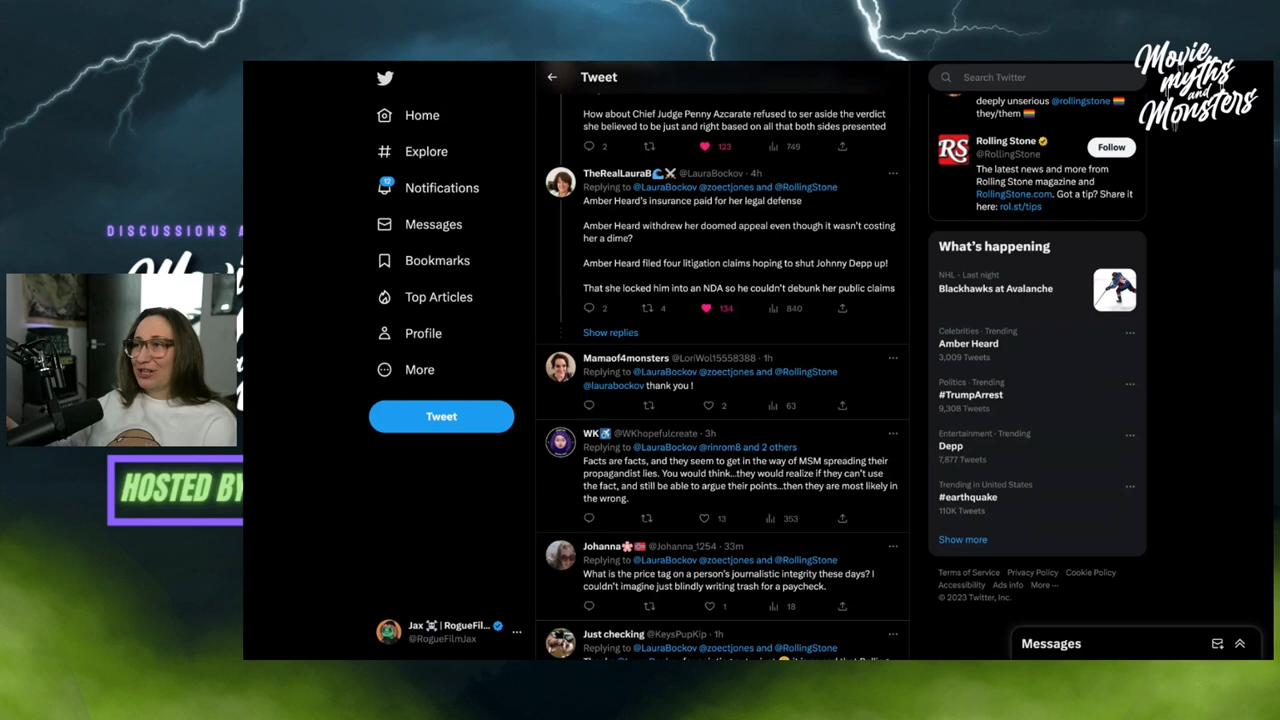 Movie
myths
and
Monsters
DISCUSSIONS A
HOSTED BY
Home
Explore
12
Notifications
Messages
Bookmarks
Top Articles
Profile
More
Tweet
Jax ☠️ | RogueFil...
@RogueFilmJax
Tweet
How about Chief Judge Penny Azcarate refused to ser aside the verdict
she believed to be just and right based on all that both sides presented
2 123 749
TheRealLauraB🌊⚔️ @LauraBockov · 4h
Replying to @LauraBockov @zoectjones and @RollingStone
Amber Heard's insurance paid for her legal defense
Amber Heard withdrew her doomed appeal even though it wasn't costing
her a dime?
Amber Heard filed four litigation claims hoping to shut Johnny Depp up!
That she locked him into an NDA so he couldn't debunk her public claims
2 4 134 840
Show replies
Mamaof4monsters @LoriWol15558388 · 1h
Replying to @LauraBockov @zoectjones and @RollingStone
@laurabockov thank you !
2 63
WK♿ @WKhopefulcreate · 3h
Replying to @LauraBockov @rinrom8 and 2 others
Facts are facts, and they seem to get in the way of MSM spreading their
propagandist lies. You would think...they would realize if they can't use
the fact, and still be able to argue their points...then they are most likely in
the wrong.
13 353
Johanna🌸🇳🇴 @Johanna_1254 · 33m
Replying to @LauraBockov @zoectjones and @RollingStone
What is the price tag on a person's journalistic integrity these days? I
couldn't imagine just blindly writing trash for a paycheck.
1 18
Just checking @KeysPupKip · 1h
Replying to @LauraBockov @zoectjones and @RollingStone
Search Twitter
deeply unserious @rollingstone 🏳️‍🌈
they/them 🏳️‍🌈
RS
Rolling Stone
@RollingStone
Follow
The latest news and more from
Rolling Stone magazine and
RollingStone.com. Got a tip? Share it
here: rol.st/tips
What's happening
NHL · Last night
Blackhawks at Avalanche
Celebrities · Trending
Amber Heard
3,009 Tweets
Politics · Trending
#TrumpArrest
9,308 Tweets
Entertainment · Trending
Depp
7,877 Tweets
Trending in United States
#earthquake
110K Tweets
Show more
Terms of Service Privacy Policy Cookie Policy
Accessibility Ads info More ···
© 2023 Twitter, Inc.
Messages